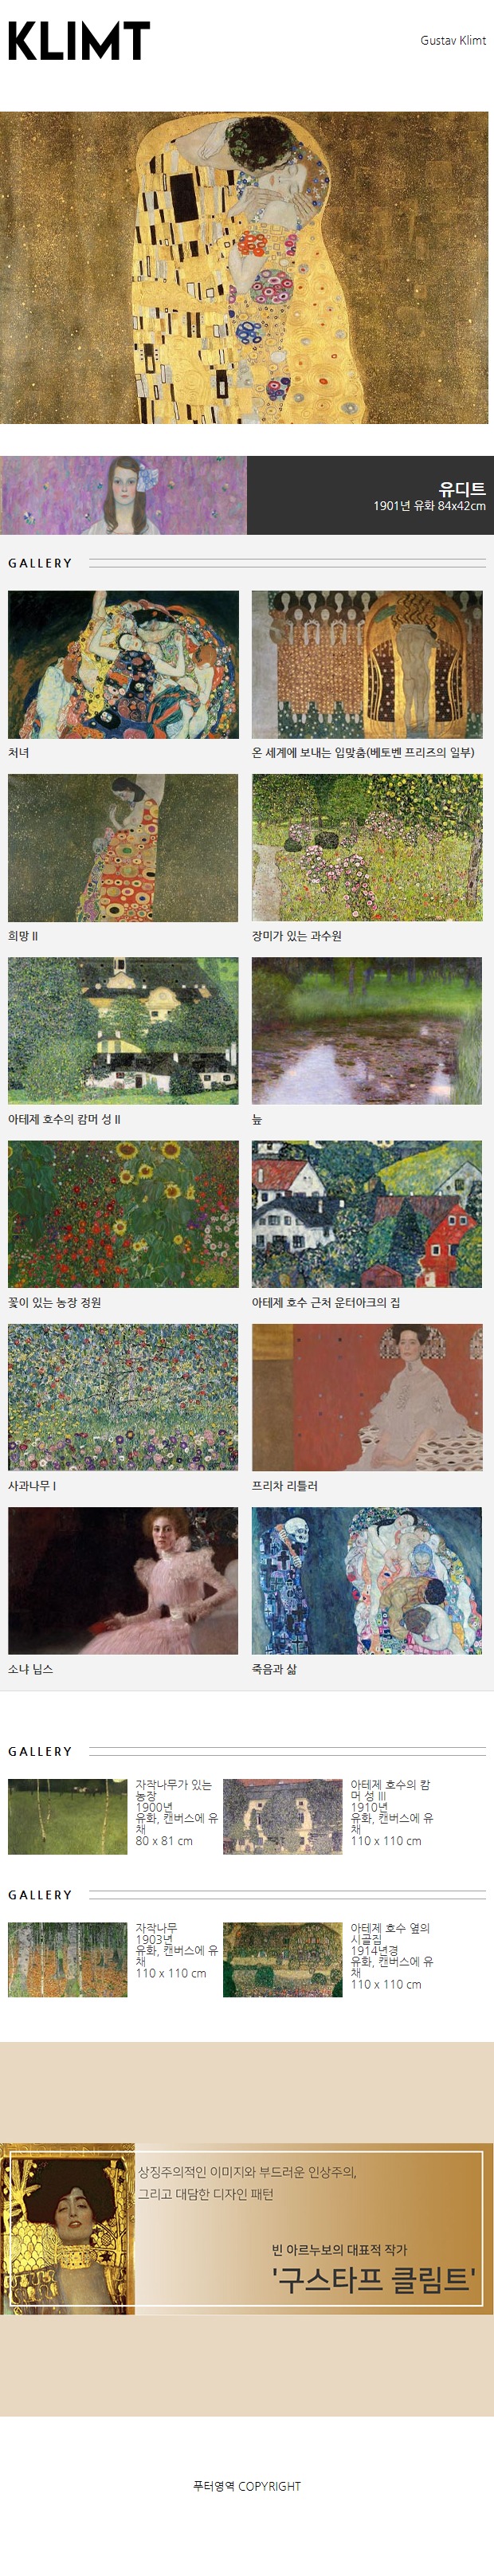 KLIMT
Gustav Klimt
유디트
1901년 유화 84x42cm
GALLERY
처녀
온 세계에 보내는 입맞춤(베토벤 프리즈의 일부)
희망 II
장미가 있는 과수원
아테제 호수의 캄머 성 II
늪
꽃이 있는 농장 정원
아테제 호수 근처 운터아크의 집
사과나무 I
프리차 리틀러
소냐 닙스
죽음과 삶
GALLERY
자작나무가 있는
농장
1900년
유화, 캔버스에 유
채
80 x 81 cm
아테제 호수의 캄
머 성 III
1910년
유화, 캔버스에 유
채
110 x 110 cm
GALLERY
자작나무
1903년
유화, 캔버스에 유
채
110 x 110 cm
아테제 호수 옆의
시골집
1914년경
유화, 캔버스에 유
채
110 x 110 cm
상징주의적인 이미지와 부드러운 인상주의,
그리고 대담한 디자인 패턴
빈 아르누보의 대표적 작가
'구스타프 클림트'
푸터영역 COPYRIGHT